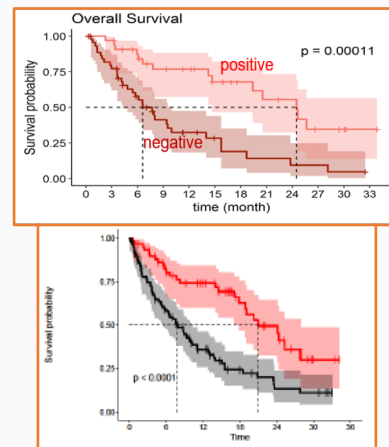 Overall Survival
1.00
positive
p = 0.00011
0.75
0.50
0.25
negative
0.00
Survival probability
0 3 6 9 12 15 18 21 24 27 30 33
time (month)
1.00
0.75
0.50
0.25
p < 0.0001
0.00
Survival probability
0 6 12 18 24 30 36
Time